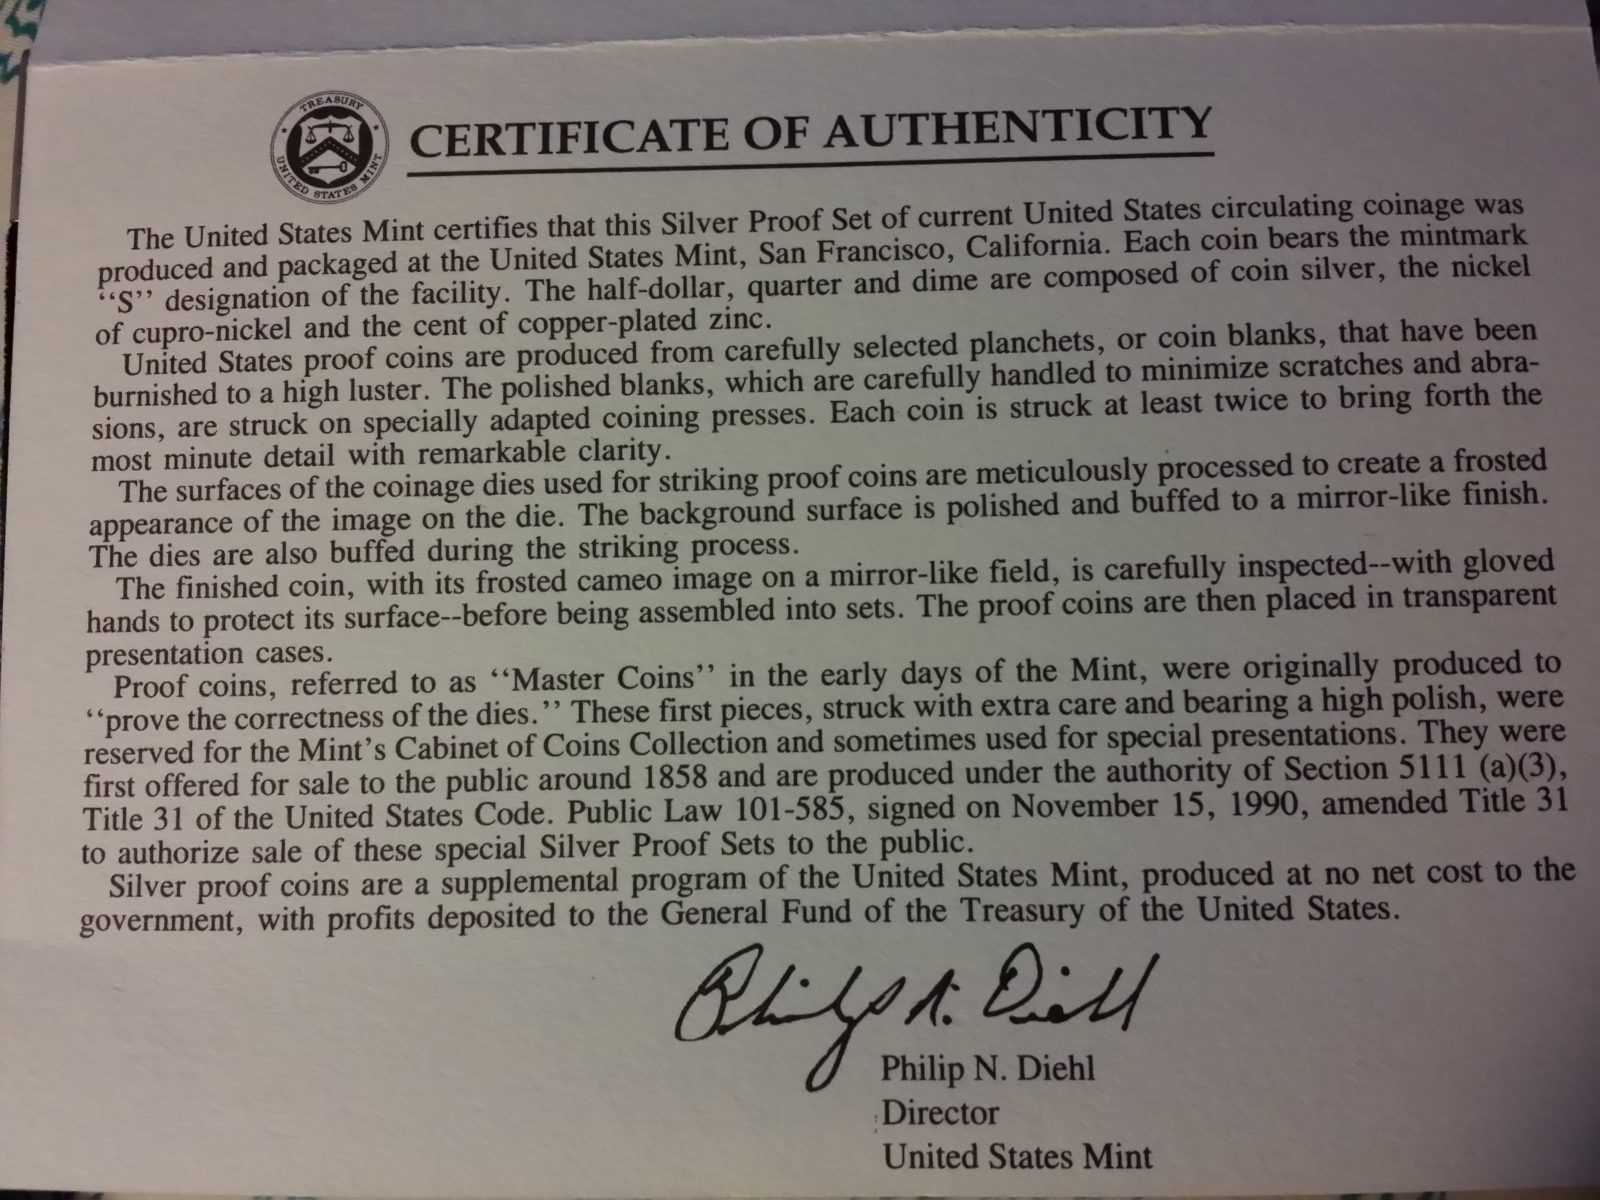 TREASURY
UNITED STATES MINT
CERTIFICATE OF AUTHENTICITY
The United States Mint certifies that this Silver Proof Set of current United States circulating coinage was
produced and packaged at the United States Mint, San Francisco, California. Each coin bears the mintmark
‘‘S’’ designation of the facility. The half-dollar, quarter and dime are composed of coin silver, the nickel
of cupro-nickel and the cent of copper-plated zinc.
United States proof coins are produced from carefully selected planchets, or coin blanks, that have been
burnished to a high luster. The polished blanks, which are carefully handled to minimize scratches and abra-
sions, are struck on specially adapted coining presses. Each coin is struck at least twice to bring forth the
most minute detail with remarkable clarity.
The surfaces of the coinage dies used for striking proof coins are meticulously processed to create a frosted
appearance of the image on the die. The background surface is polished and buffed to a mirror-like finish.
The dies are also buffed during the striking process.
The finished coin, with its frosted cameo image on a mirror-like field, is carefully inspected--with gloved
hands to protect its surface--before being assembled into sets. The proof coins are then placed in transparent
presentation cases.
Proof coins, referred to as ‘‘Master Coins’’ in the early days of the Mint, were originally produced to
‘‘prove the correctness of the dies.’’ These first pieces, struck with extra care and bearing a high polish, were
reserved for the Mint’s Cabinet of Coins Collection and sometimes used for special presentations. They were
first offered for sale to the public around 1858 and are produced under the authority of Section 5111 (a)(3),
Title 31 of the United States Code. Public Law 101-585, signed on November 15, 1990, amended Title 31
to authorize sale of these special Silver Proof Sets to the public.
Silver proof coins are a supplemental program of the United States Mint, produced at no net cost to the
government, with profits deposited to the General Fund of the Treasury of the United States.
Philip N. Diehl
Philip N. Diehl
Director
United States Mint